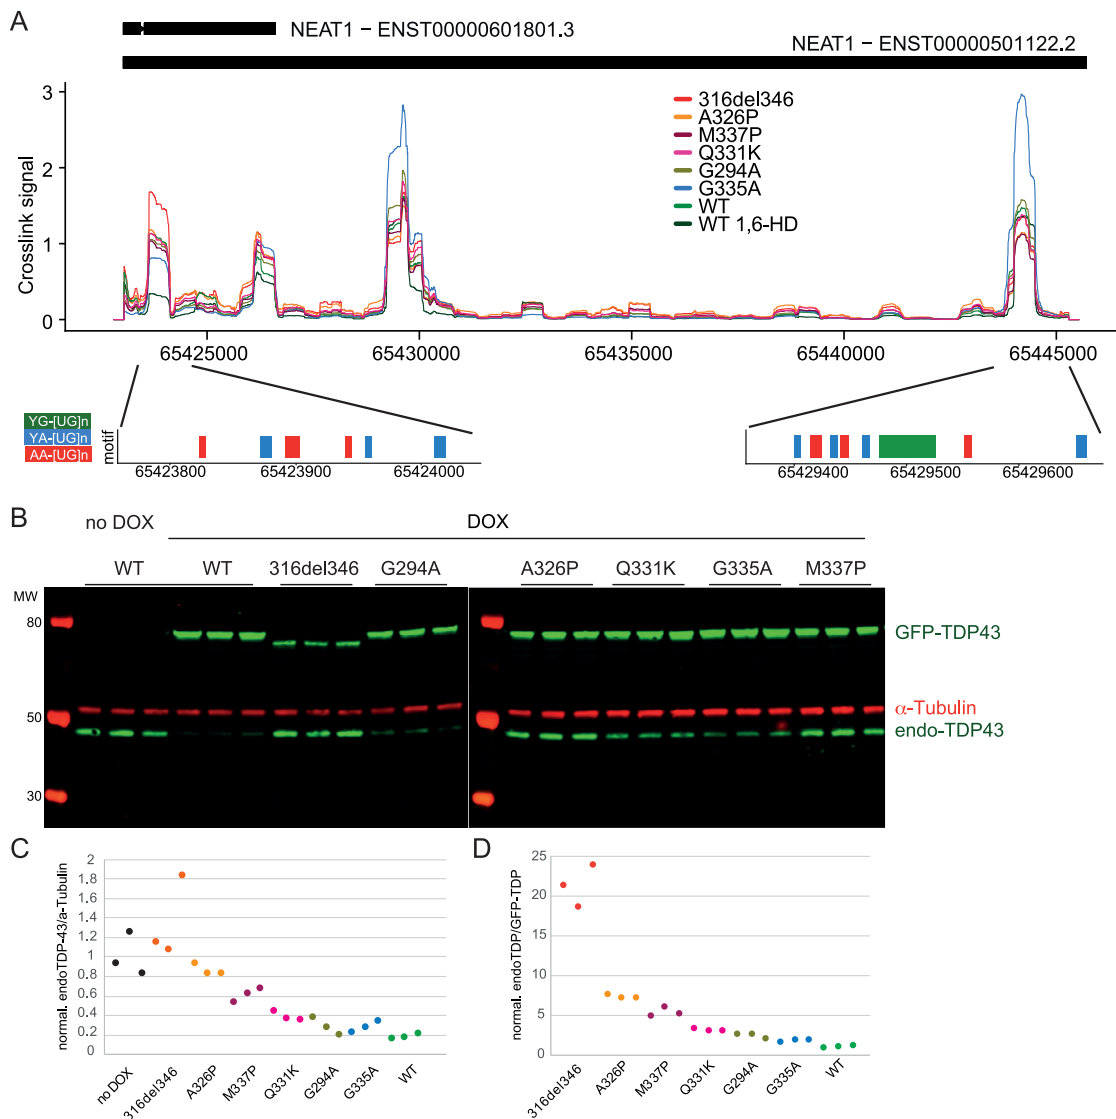 A
NEAT1 − ENST00000601801.3
NEAT1 − ENST00000501122.2
Crosslink signal
3
2
1
0
316del346
A326P
M337P
Q331K
G294A
G335A
WT
WT 1,6-HD
65425000 65430000 65435000 65440000 65445000
YG-[UG]n
YA-[UG]n
AA-[UG]n
motif
65423800 65423900 65424000
65429400 65429500 65429600
B
no DOX DOX
WT WT 316del346 G294A A326P Q331K G335A M337P
MW
80
50
30
GFP-TDP43
α-Tubulin
endo-TDP43
C
normal. endoTDP-43/a-Tubulin
2
1.8
1.6
1.4
1.2
1
0.8
0.6
0.4
0.2
0
no DOX 316del346 A326P M337P Q331K G294A G335A WT
D
normal. endoTDP/GFP-TDP
25
20
15
10
5
0
316del346 A326P M337P Q331K G294A G335A WT